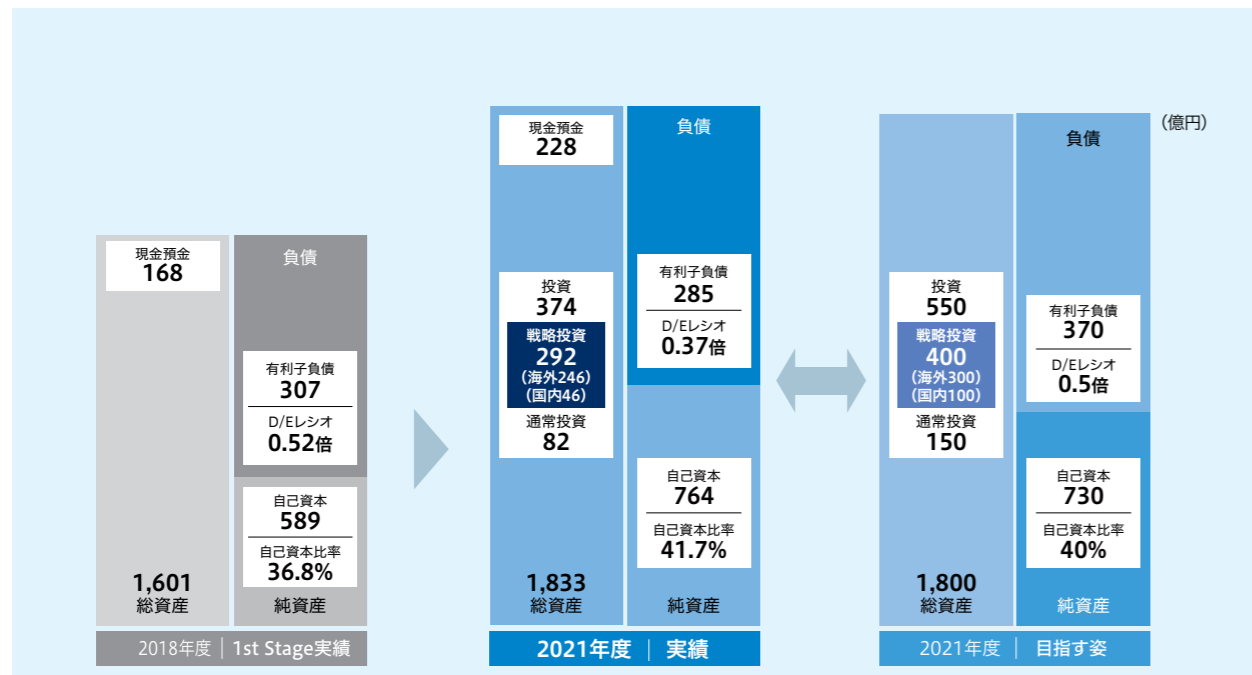 (億円)
現金預金
168
負債
有利子負債
307
D/Eレシオ
0.52倍
自己資本
589
自己資本比率
36.8%
1,601
総資産
純資産
2018年度｜1st Stage実績
現金預金
228
負債
投資
374
戦略投資
292
(海外246)
(国内46)
通常投資
82
有利子負債
285
D/Eレシオ
0.37倍
自己資本
764
自己資本比率
41.7%
1,833
総資産
純資産
2021年度｜実績
負債
投資
550
戦略投資
400
(海外300)
(国内100)
通常投資
150
有利子負債
370
D/Eレシオ
0.5倍
自己資本
730
自己資本比率
40%
1,800
総資産
純資産
2021年度｜目指す姿